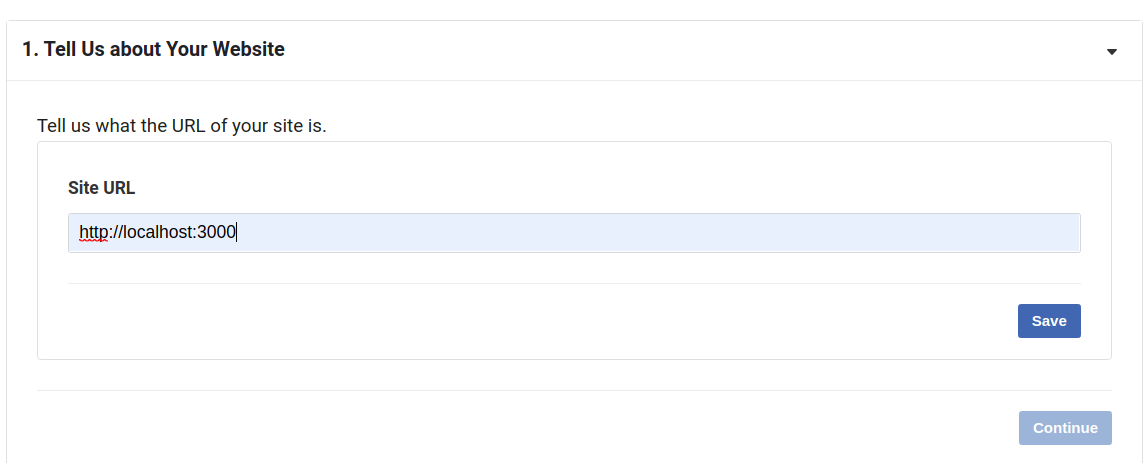 1. Tell Us about Your Website
Tell us what the URL of your site is.
Site URL
http://localhost:3000
Save
Continue